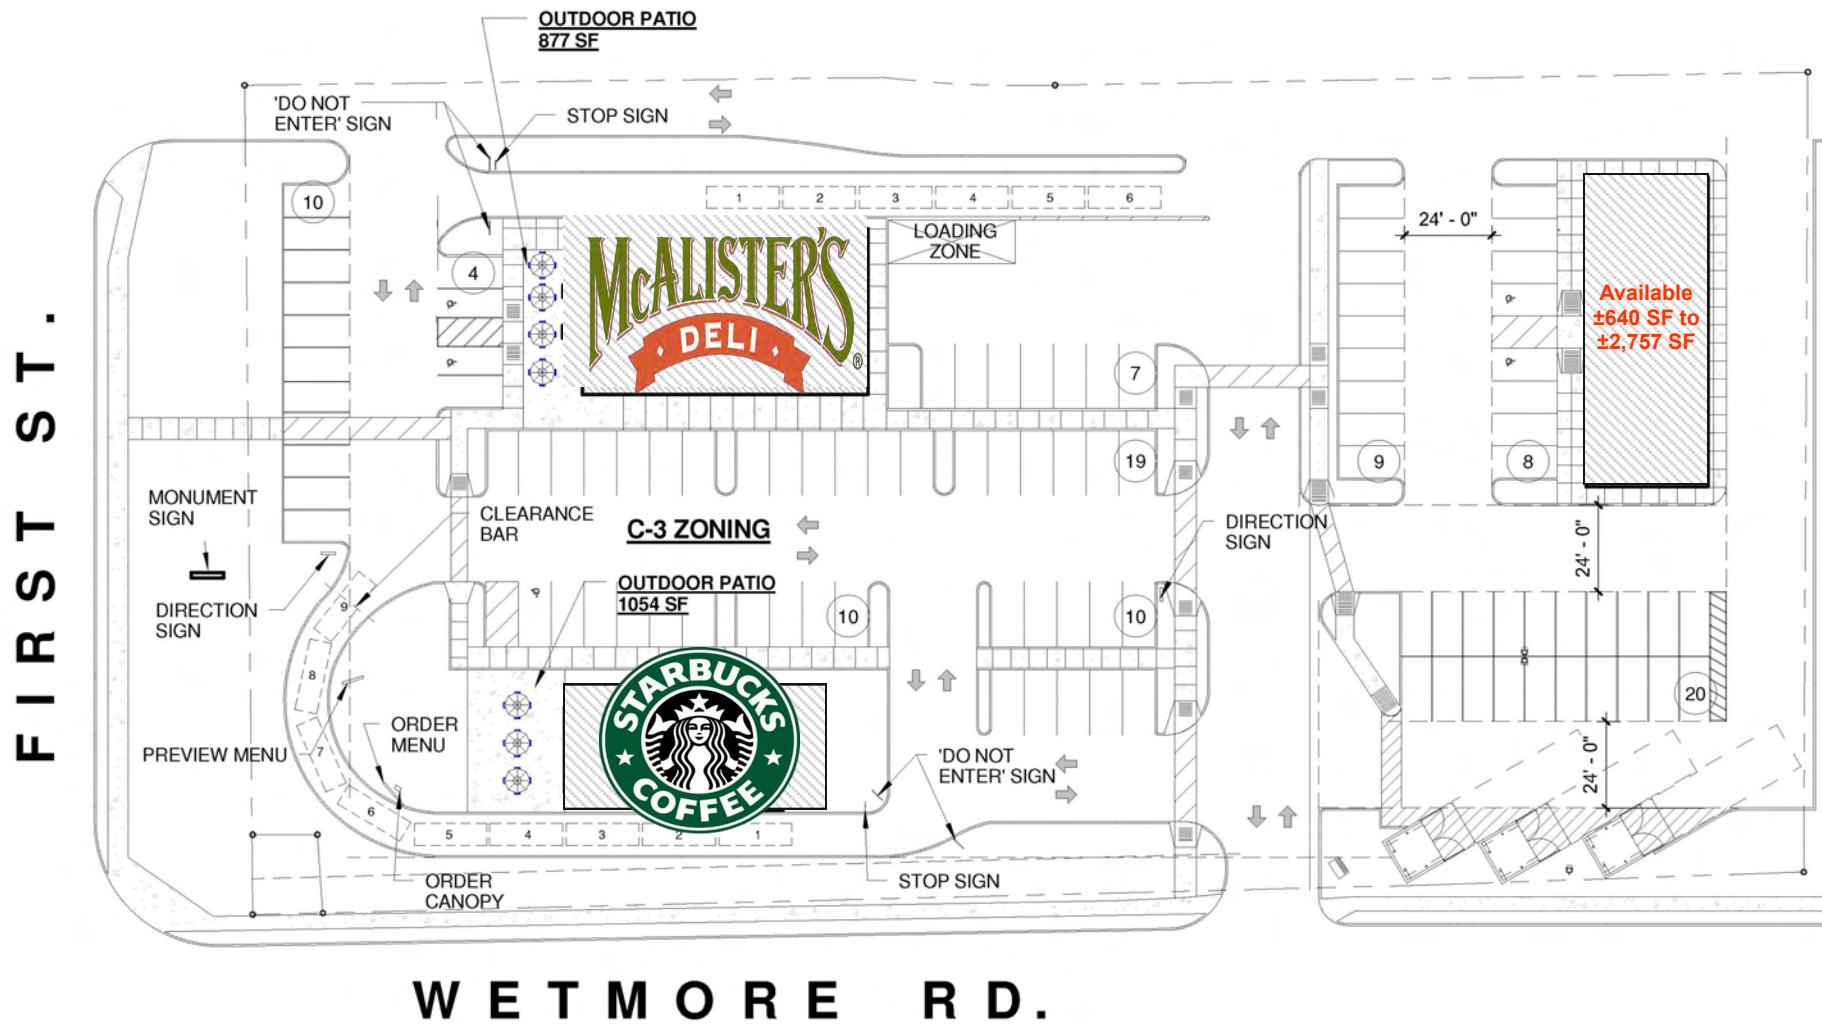 OUTDOOR PATIO
877 SF
'DO NOT
ENTER' SIGN
STOP SIGN
10
1
2
3
4
5
6
LOADING
ZONE
24' - 0"
4
McALISTER'S
DELI
®
Available
±640 SF to
±2,757 SF
7
19
9
8
MONUMENT
SIGN
CLEARANCE
BAR
C-3 ZONING
DIRECTION
SIGN
24' - 0"
OUTDOOR PATIO
1054 SF
DIRECTION
SIGN
9
10
10
8
STARBUCKS
COFFEE
20
ORDER
MENU
PREVIEW MENU
7
'DO NOT
ENTER' SIGN
24' - 0"
6
5
4
3
2
1
ORDER
CANOPY
STOP SIGN
FIRST ST.
WETMORE RD.